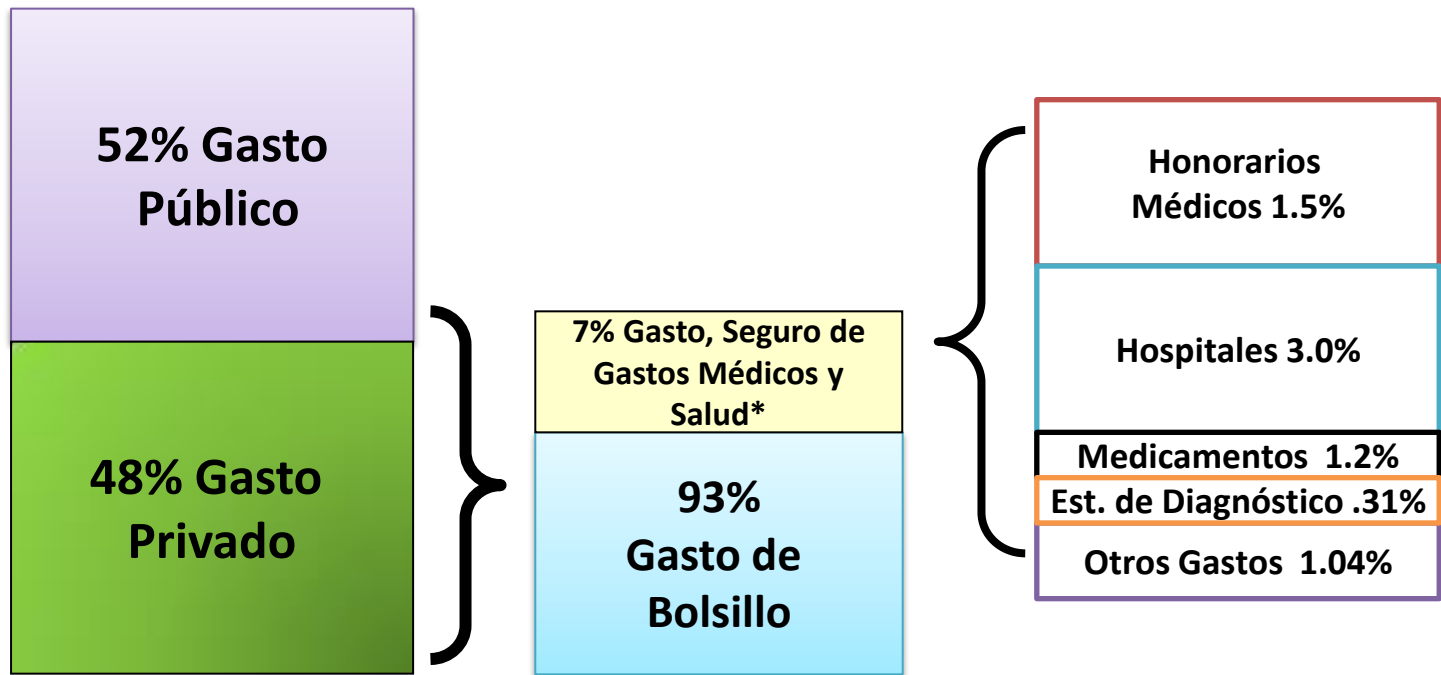 52% Gasto
Público
48% Gasto
Privado
7% Gasto, Seguro de
Gastos Médicos y
Salud*
93%
Gasto de
Bolsillo
Honorarios
Médicos 1.5%
Hospitales 3.0%
Medicamentos 1.2%
Est. de Diagnóstico .31%
Otros Gastos 1.04%